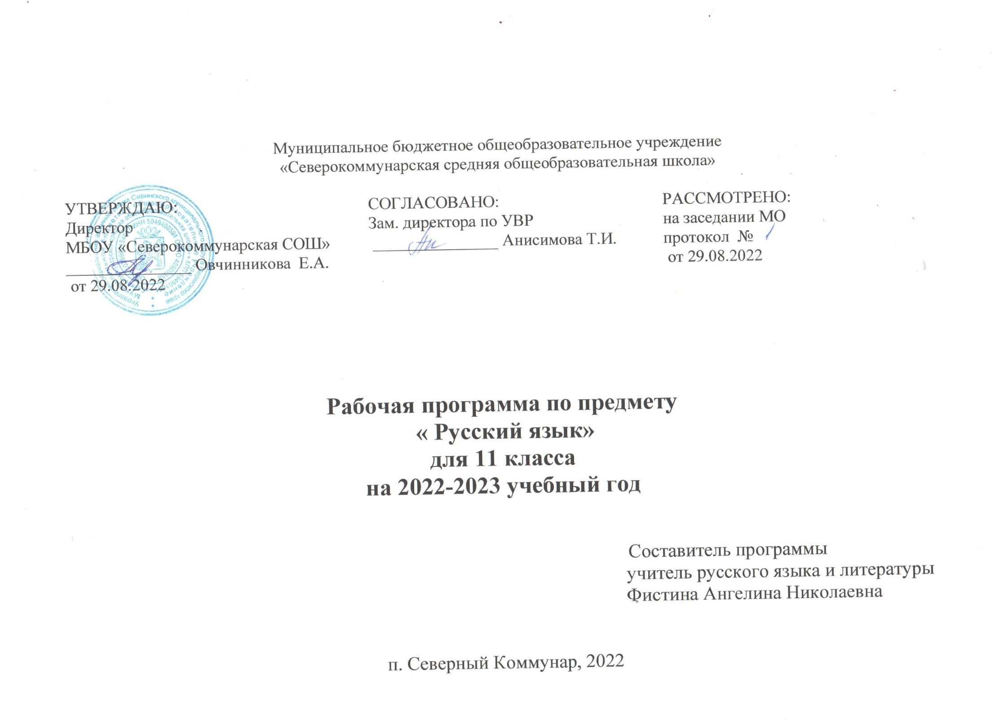 Муниципальное бюджетное общеобразовательное учреждение
«Северокоммунарская средняя общеобразовательная школа»
УТВЕРЖДАЮ:
Директор
МБОУ «Северокоммунарская СОШ»
Овчинникова Е.А.
от 29.08.2022
СОГЛАСОВАНО:
Зам. директора по УВР
Анисимова Т.И.
РАССМОТРЕНО:
на заседании МО
протокол № 1
от 29.08.2022
ИНН 5949400594
Рабочая программа по предмету
« Русский язык»
для 11 класса
на 2022-2023 учебный год
Составитель программы
учитель русского языка и литературы
Фистина Ангелина Николаевна
п. Северный Коммунар, 2022